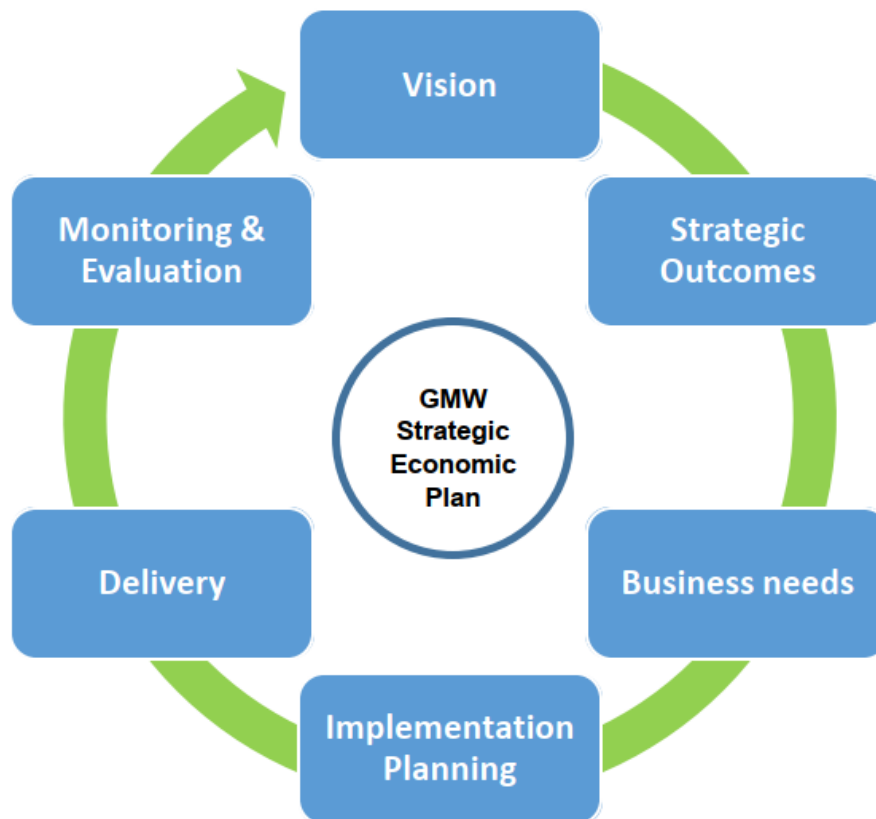 Vision
Strategic
Outcomes
Business needs
Implementation
Planning
Delivery
Monitoring &
Evaluation
GMW
Strategic
Economic
Plan